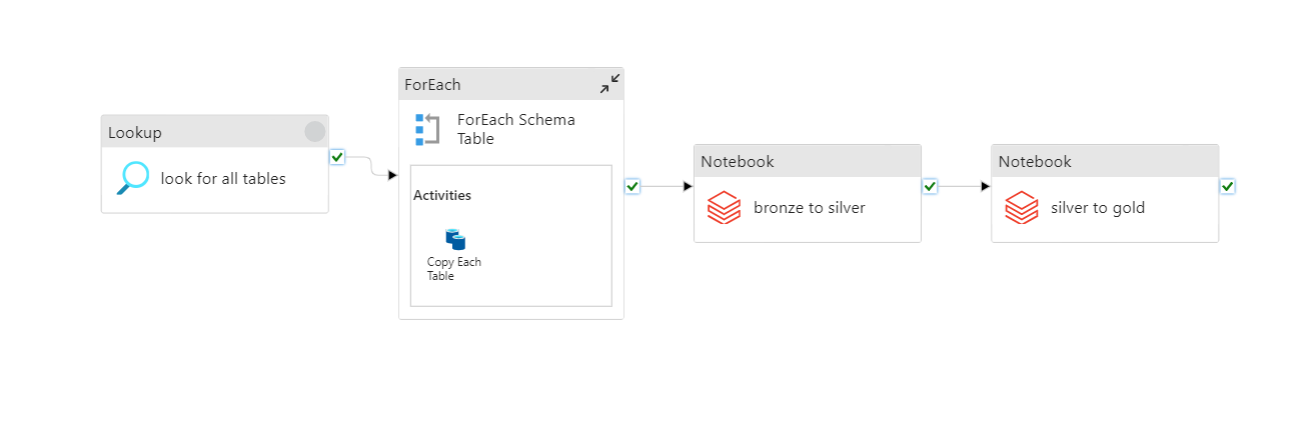 Lookup
look for all tables
ForEach
ForEach Schema
Table
Activities
Copy Each
Table
Notebook
bronze to silver
Notebook
silver to gold